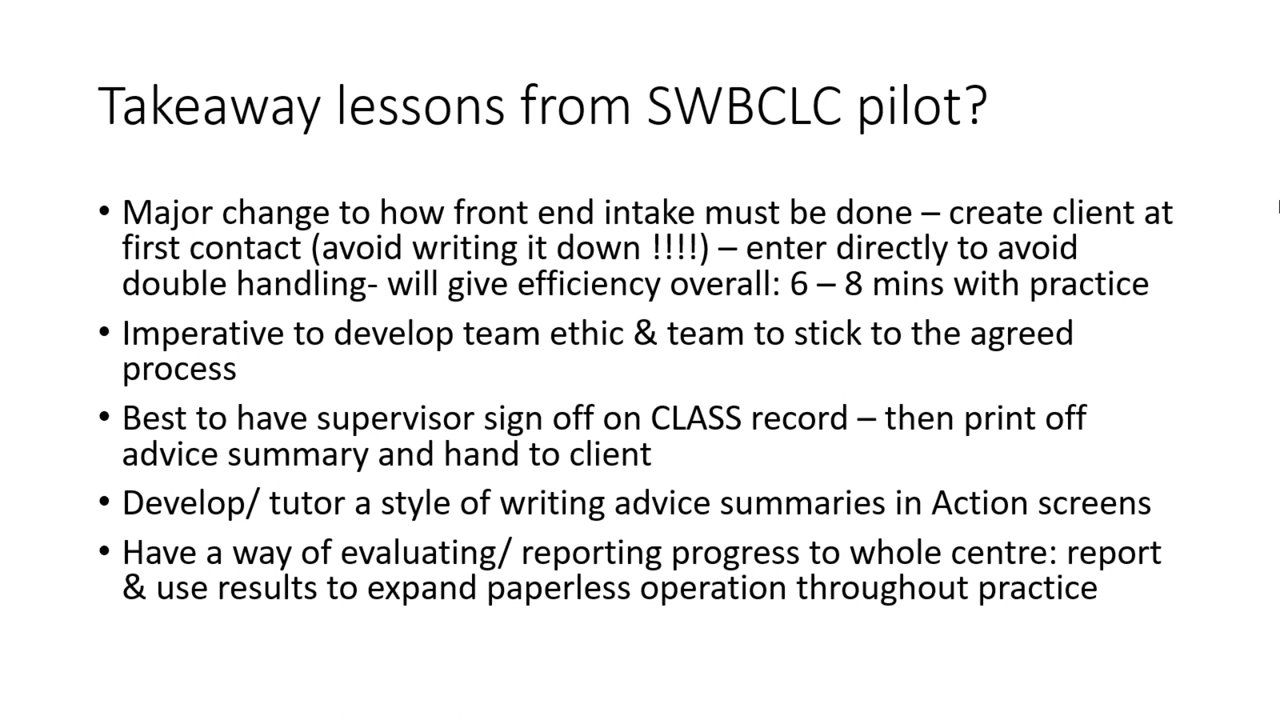 Takeaway lessons from SWBCLC pilot?
• Major change to how front end intake must be done – create client at
first contact (avoid writing it down !!!!) – enter directly to avoid
double handling- will give efficiency overall: 6 – 8 mins with practice
• Imperative to develop team ethic & team to stick to the agreed
process
• Best to have supervisor sign off on CLASS record – then print off
advice summary and hand to client
• Develop/ tutor a style of writing advice summaries in Action screens
• Have a way of evaluating/ reporting progress to whole centre: report
& use results to expand paperless operation throughout practice